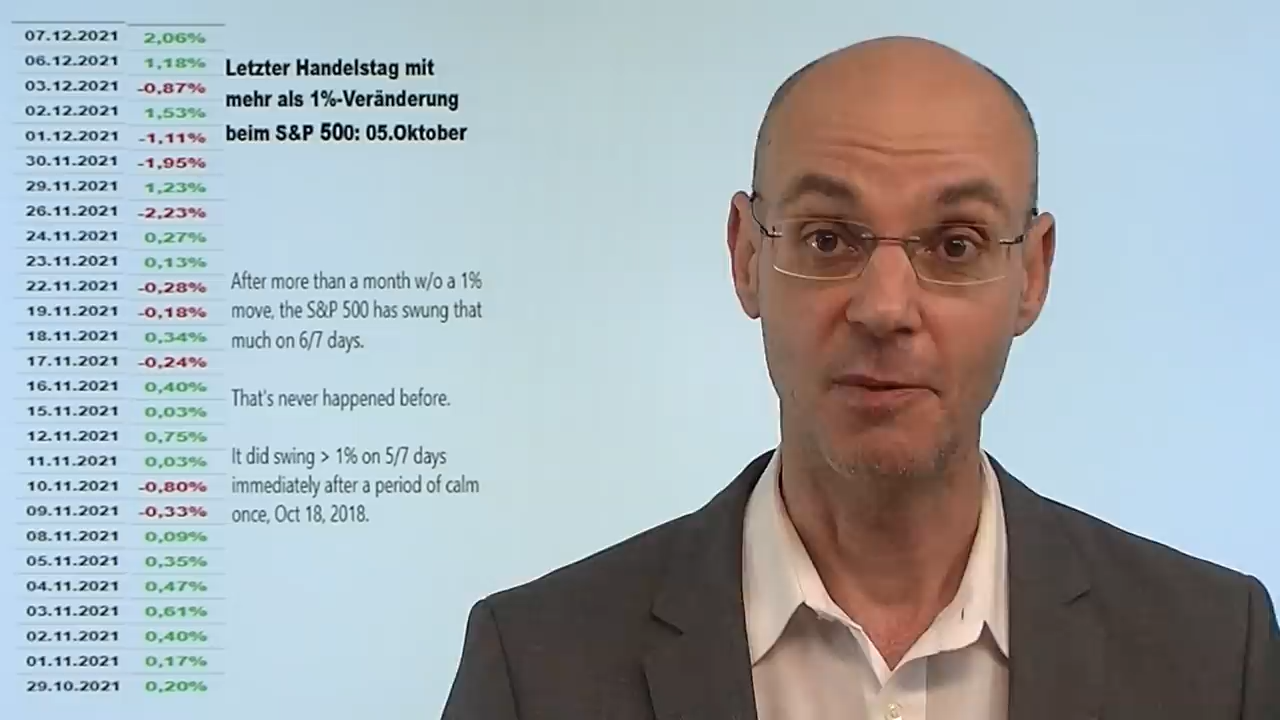 07.12.2021 2,06%
06.12.2021 1,18%
03.12.2021 -0,87%
02.12.2021 1,53%
01.12.2021 -1,11%
30.11.2021 -1,95%
29.11.2021 1,23%
26.11.2021 -2,23%
24.11.2021 0,27%
23.11.2021 0,13%
22.11.2021 -0,28%
19.11.2021 -0,18%
18.11.2021 0,34%
17.11.2021 -0,24%
16.11.2021 0,40%
15.11.2021 0,03%
12.11.2021 0,75%
11.11.2021 0,03%
10.11.2021 -0,80%
09.11.2021 -0,33%
08.11.2021 0,09%
05.11.2021 0,35%
04.11.2021 0,47%
03.11.2021 0,61%
02.11.2021 0,40%
01.11.2021 0,17%
29.10.2021 0,20%
Letzter Handelstag mit
mehr als 1%-Veränderung
beim S&P 500: 05.Oktober
After more than a month w/o a 1%
move, the S&P 500 has swung that
much on 6/7 days.
That's never happened before.
It did swing > 1% on 5/7 days
immediately after a period of calm
once, Oct 18, 2018.